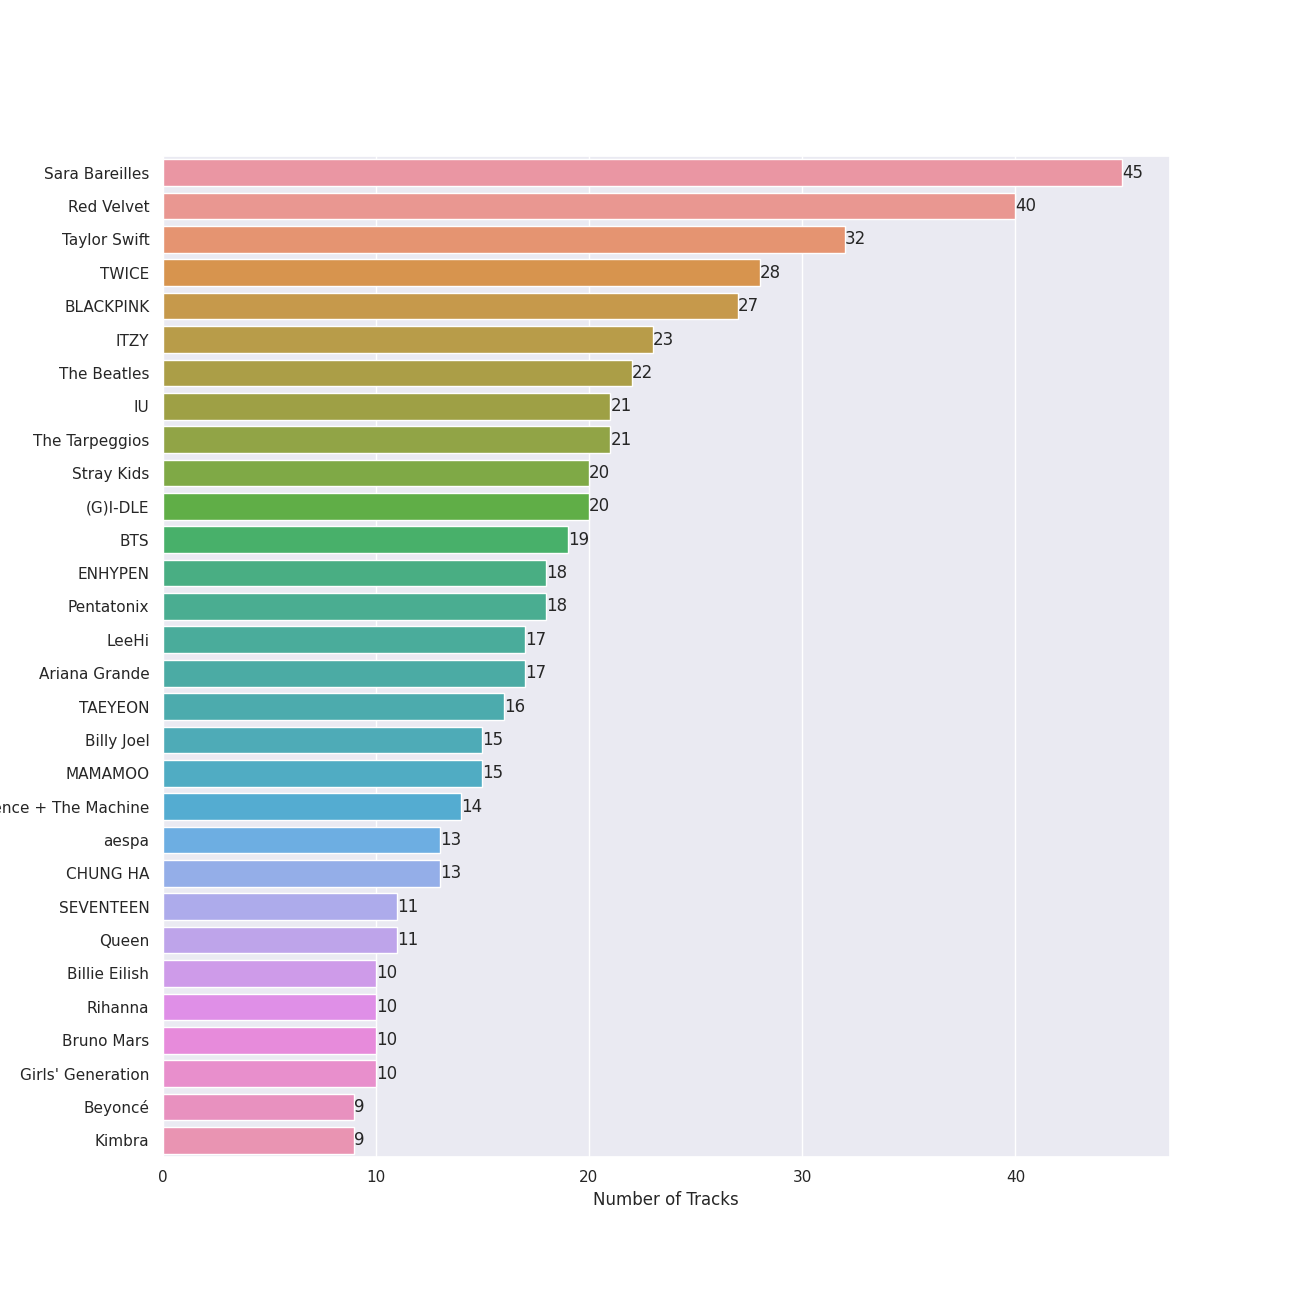 Sara Bareilles 45
Red Velvet 40
Taylor Swift 32
TWICE 28
BLACKPINK 27
ITZY 23
The Beatles 22
IU 21
The Tarpeggios 21
Stray Kids 20
(G)I-DLE 20
BTS 19
ENHYPEN 18
Pentatonix 18
LeeHi 17
Ariana Grande 17
TAEYEON 16
Billy Joel 15
MAMAMOO 15
ence + The Machine 14
aespa 13
CHUNG HA 13
SEVENTEEN 11
Queen 11
Billie Eilish 10
Rihanna 10
Bruno Mars 10
Girls' Generation 10
Beyoncé 9
Kimbra 9
0 10 20 30 40
Number of Tracks